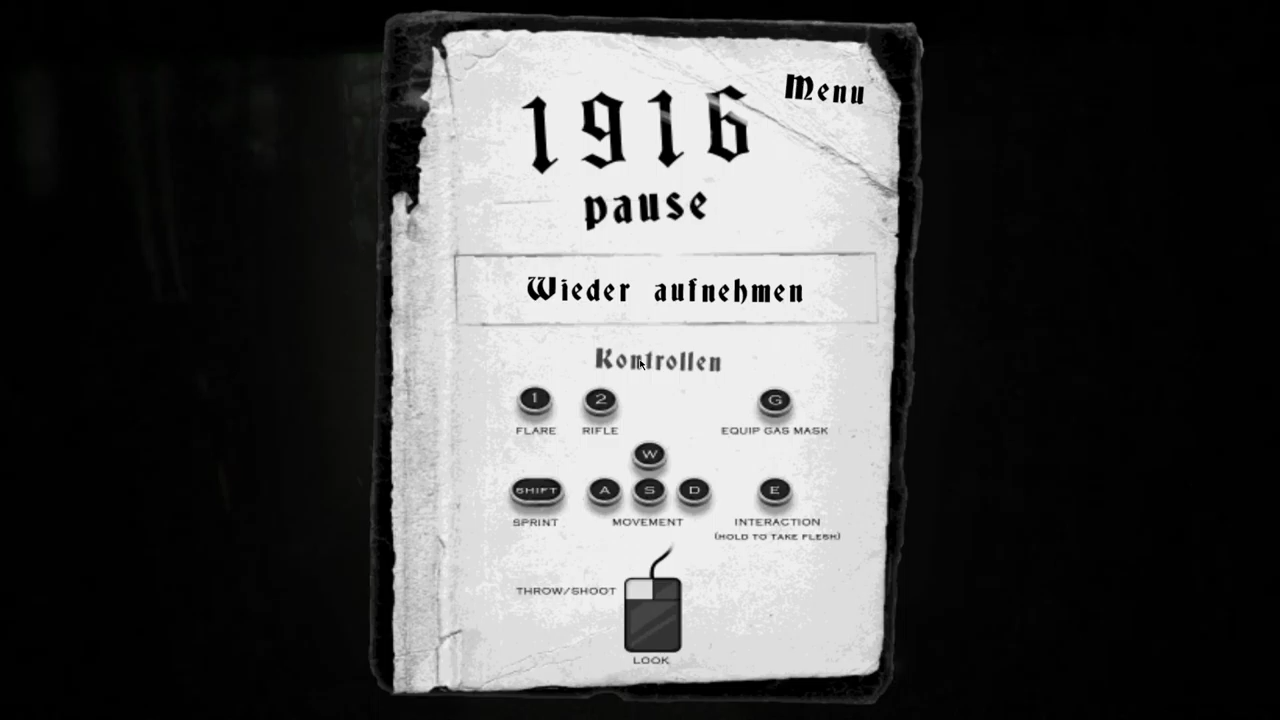 Menu
1916
pause
Wieder aufnehmen
Kontrollen
1 2 G
FLARE RIFLE EQUIP GAS MASK
W
SHIFT A S D E
SPRINT MOVEMENT INTERACTION
(HOLD TO TAKE FLESH)
THROW/SHOOT
LOOK